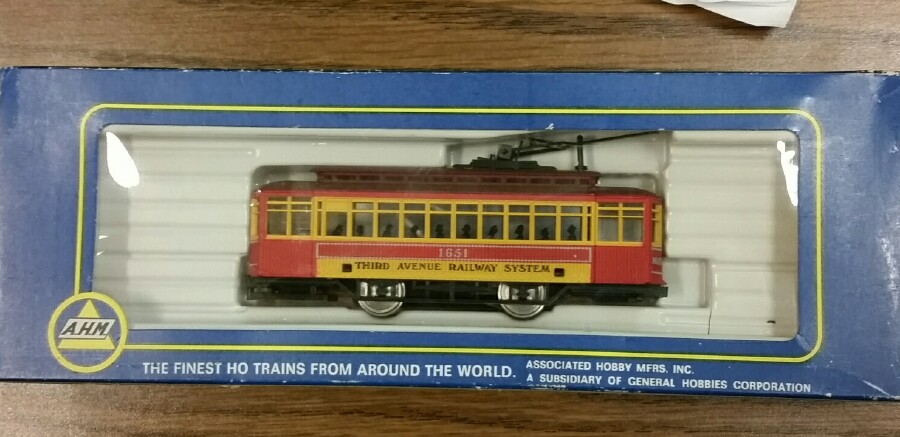 1651
THIRD AVENUE RAILWAY SYSTEM
A.H.M.
THE FINEST HO TRAINS FROM AROUND THE WORLD.
ASSOCIATED HOBBY MFRS. INC.
A SUBSIDIARY OF GENERAL HOBBIES CORPORATION